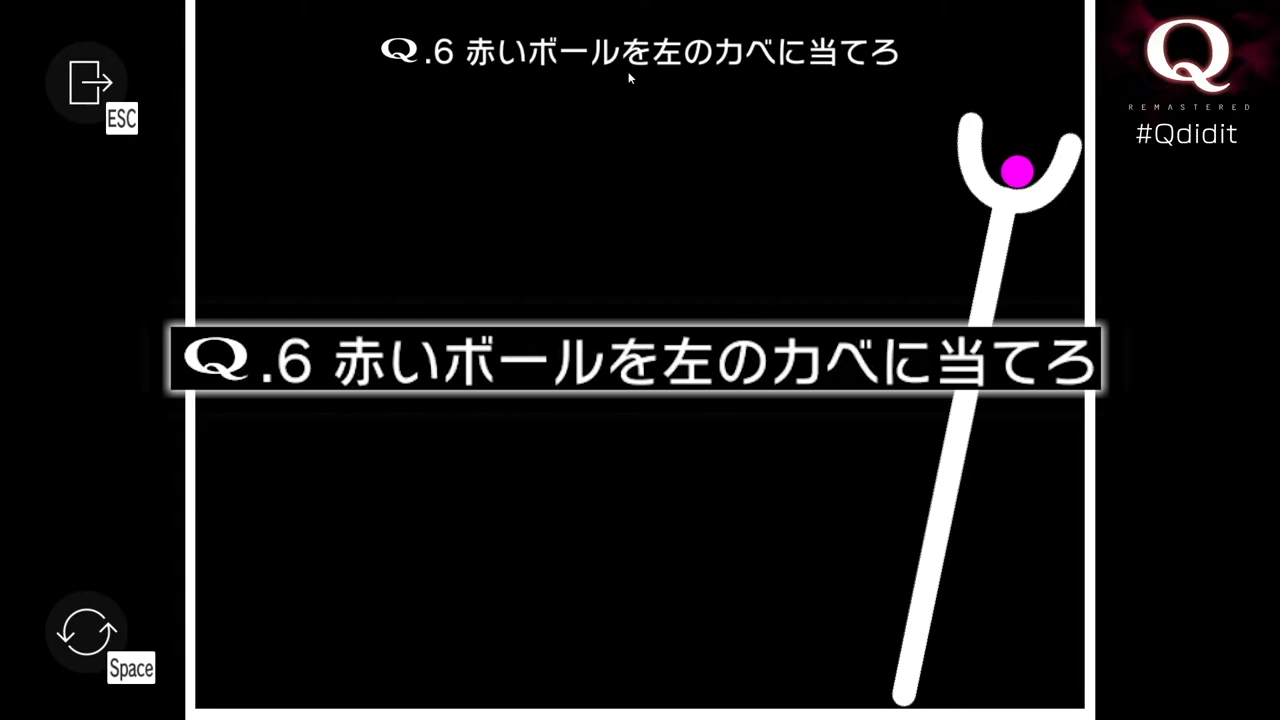 Q.6 赤いボールを左のカベに当てろ
ESC
Q
REMASTERED
#Qdidit
Q.6 赤いボールを左のカベに当てろ
Space